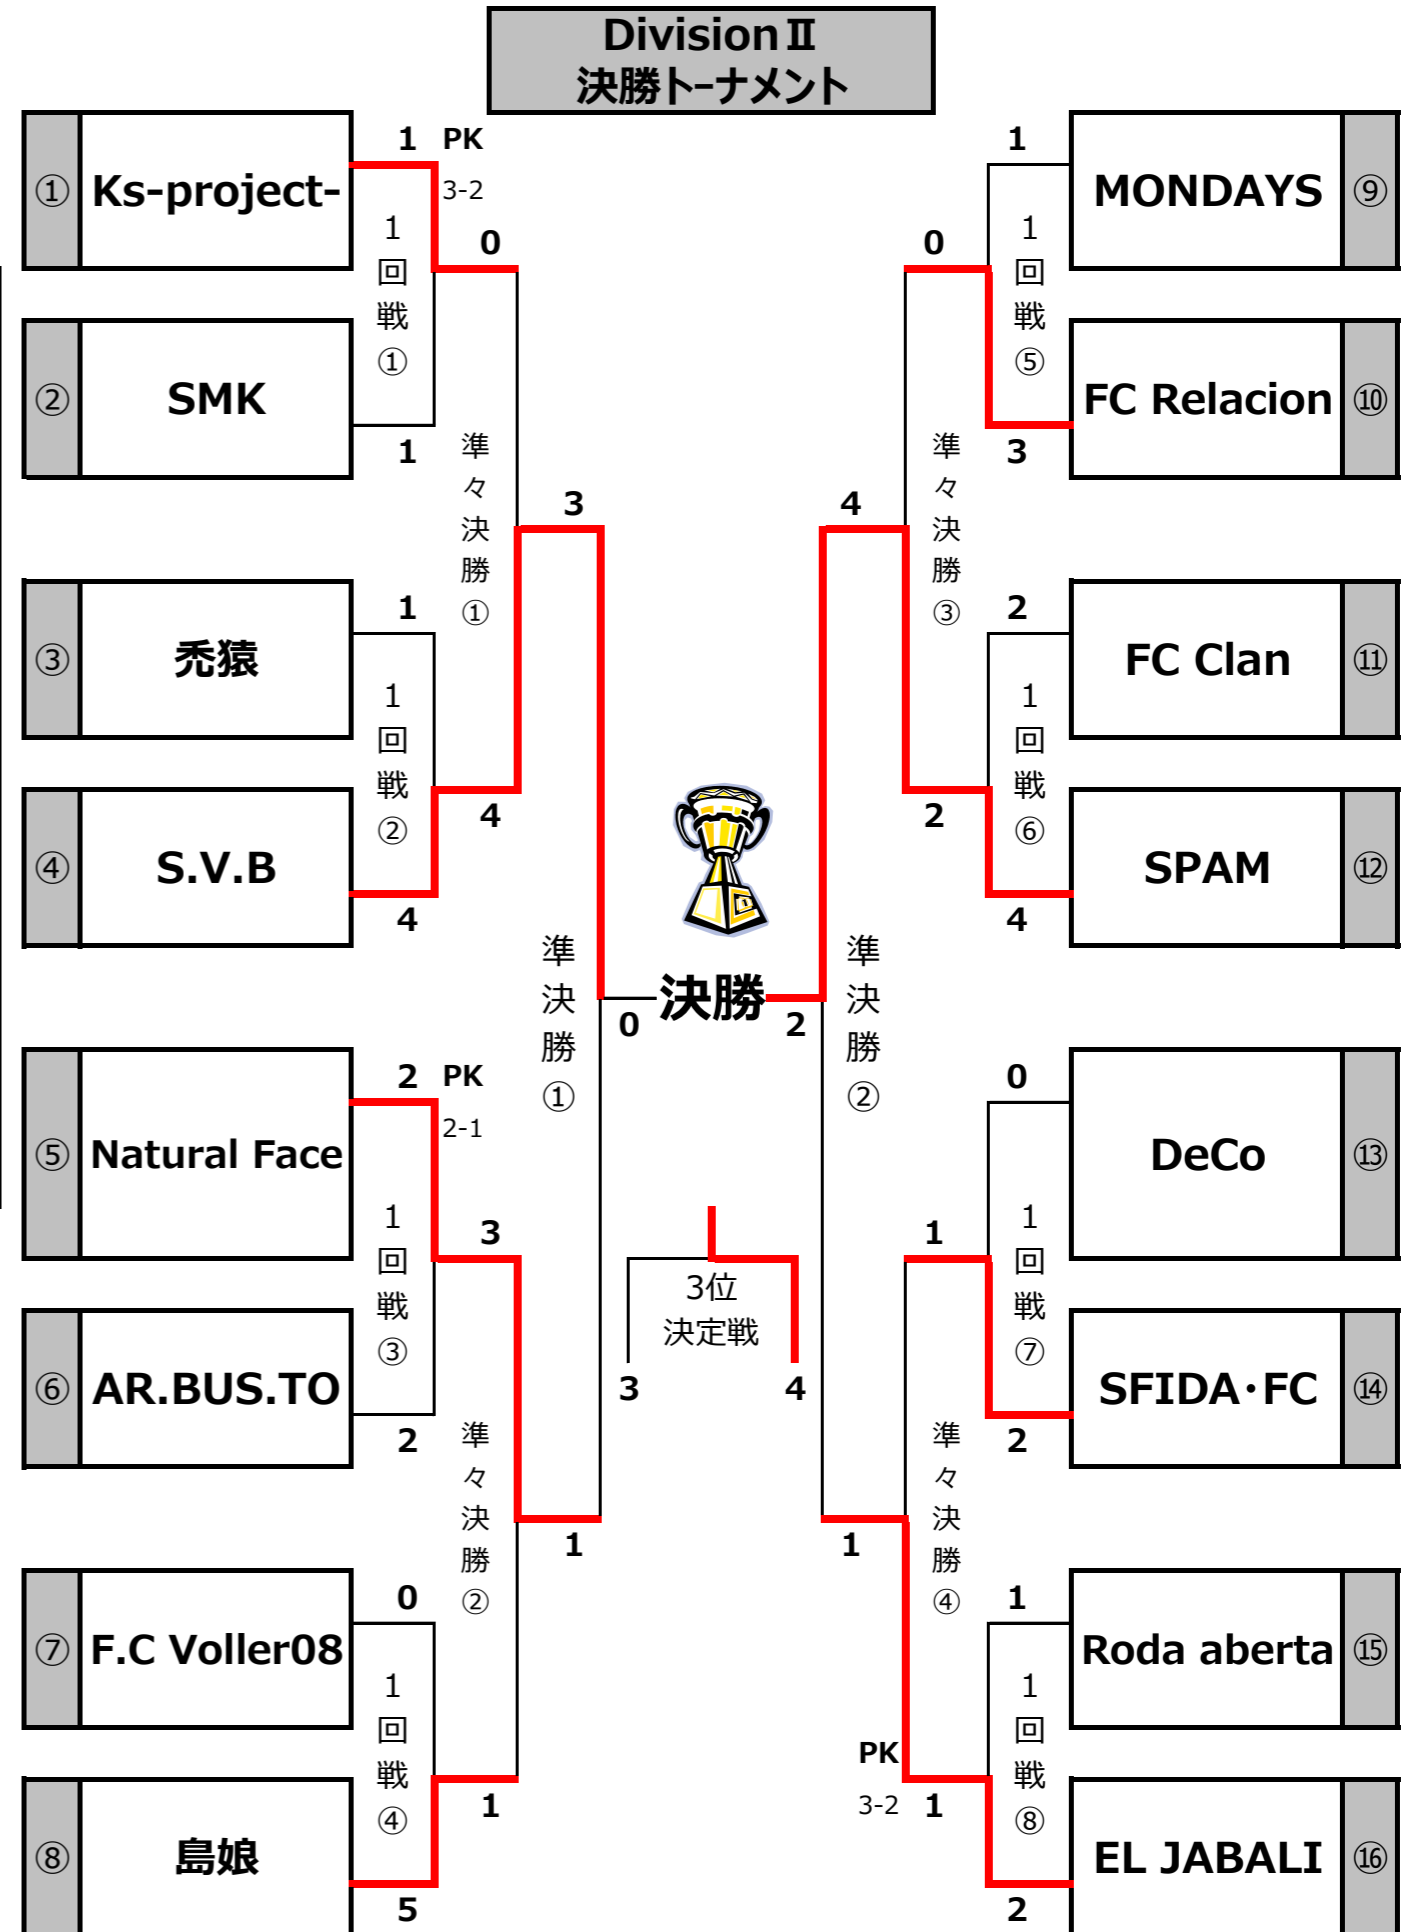 Division Ⅱ
決勝トーナメント
① Ks-project-
1 PK
3-2
1回戦①
② SMK
1
0
準々決勝①
③ 禿猿
1
1回戦②
④ S.V.B
4
4
3
準決勝①
⑤ Natural Face
2 PK
2-1
1回戦③
⑥ AR.BUS.TO
2
3
準々決勝②
⑦ F.C Voller08
0
1回戦④
⑧ 島娘
5
1
1
0 決勝 2
3位
決定戦
3 4
MONDAYS ⑨
1
1回戦⑤
FC Relacion ⑩
3
0
準々決勝③
FC Clan ⑪
2
1回戦⑥
SPAM ⑫
4
2
4
準決勝②
DeCo ⑬
0
1回戦⑦
SFIDA・FC ⑭
2
1
準々決勝④
Roda aberta ⑮
1
1回戦⑧
EL JABALI ⑯
2
PK
3-2 1
1